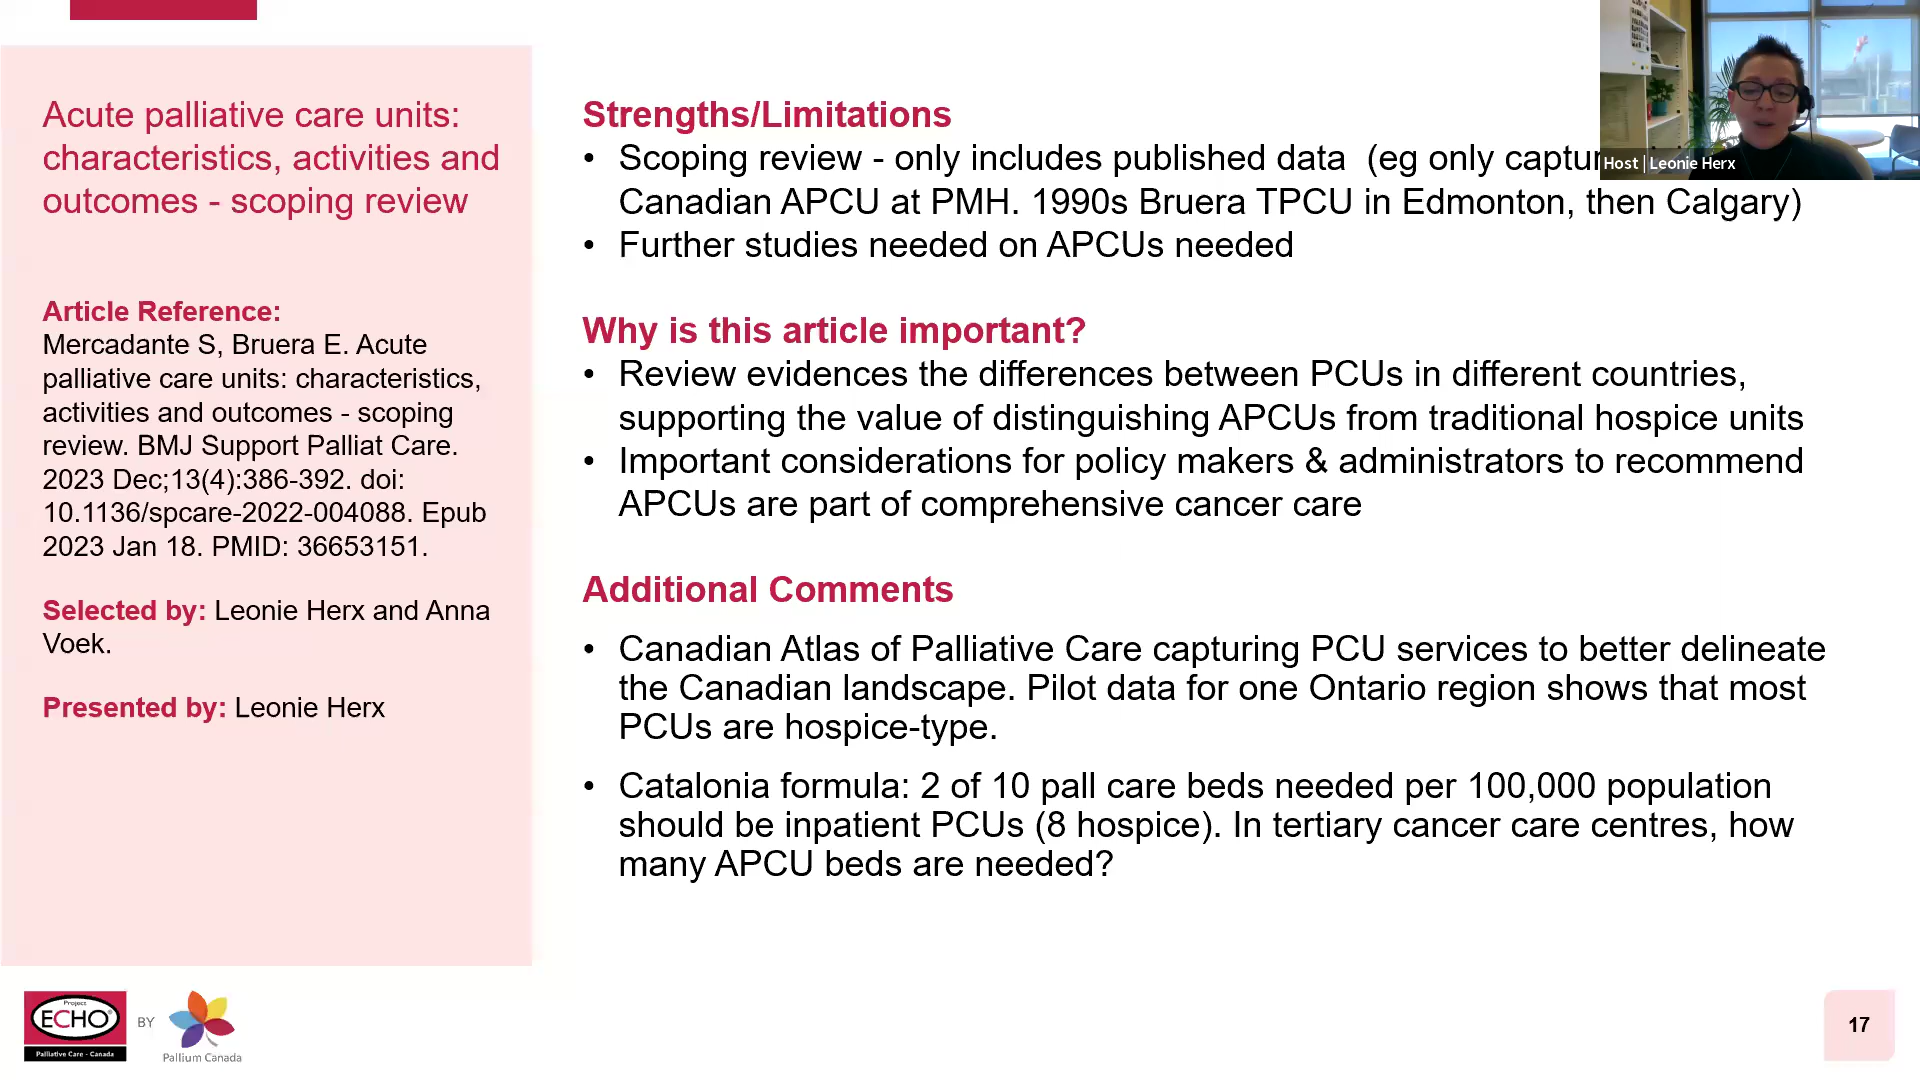 Acute palliative care units:
characteristics, activities and
outcomes - scoping review
Article Reference:
Mercadante S, Bruera E. Acute
palliative care units: characteristics,
activities and outcomes - scoping
review. BMJ Support Palliat Care.
2023 Dec;13(4):386-392. doi:
10.1136/spcare-2022-004088. Epub
2023 Jan 18. PMID: 36653151.
Selected by: Leonie Herx and Anna
Voek.
Presented by: Leonie Herx
Strengths/Limitations
• Scoping review - only includes published data (eg only
Canadian APCU at PMH. 1990s Bruera TPCU in Edmonton, then Calgary)
• Further studies needed on APCUs needed
Why is this article important?
• Review evidences the differences between PCUs in different countries,
supporting the value of distinguishing APCUs from traditional hospice units
• Important considerations for policy makers & administrators to recommend
APCUs are part of comprehensive cancer care
Additional Comments
• Canadian Atlas of Palliative Care capturing PCU services to better delineate
the Canadian landscape. Pilot data for one Ontario region shows that most
PCUs are hospice-type.
• Catalonia formula: 2 of 10 pall care beds needed per 100,000 population
should be inpatient PCUs (8 hospice). In tertiary cancer care centres, how
many APCU beds are needed?
Host | Leonie Herx
Project
ECHO®
Palliative Care - Canada
BY
Pallium Canada
17